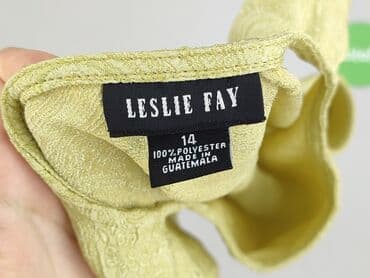 LESLIE FAY
14
100% POLYESTER
MADE IN
GUATEMALA